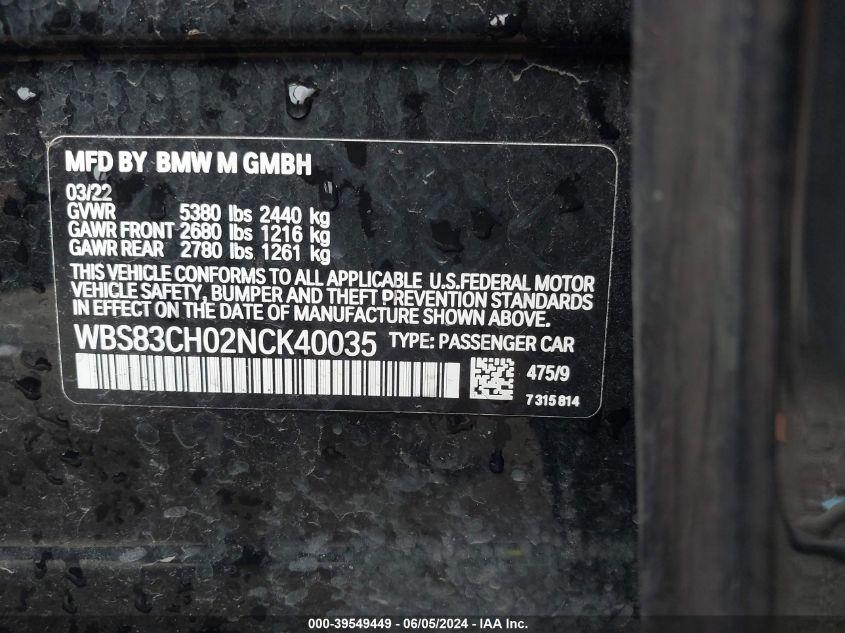 MFD BY BMW M GMBH
03/22
GVWR 5380 lbs 2440 kg
GAWR FRONT 2680 lbs 1216 kg
GAWR REAR 2780 lbs 1261 kg
THIS VEHICLE CONFORMS TO ALL APPLICABLE U.S.FEDERAL MOTOR
VEHICLE SAFETY, BUMPER AND THEFT PREVENTION STANDARDS
IN EFFECT ON THE DATE OF MANUFACTURE SHOWN ABOVE.
WBS83CH02NCK40035 TYPE: PASSENGER CAR
475/9
7 315 814
000-39549449 - 06/05/2024 - IAA Inc.